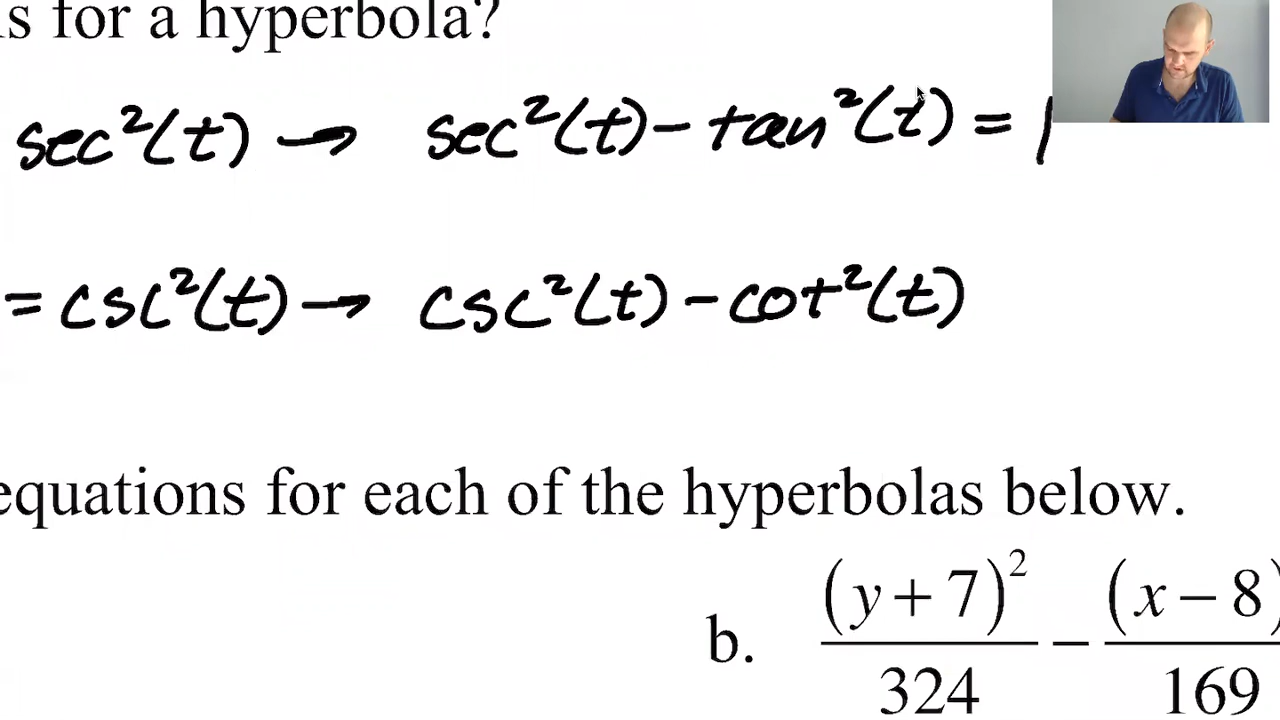 s for a hyperbola?
sec²(t) → sec²(t) - tan²(t) = 1
= csc²(t) → csc²(t) - cot²(t)
equations for each of the hyperbolas below.
b. (y + 7)²/324 - (x - 8)/169